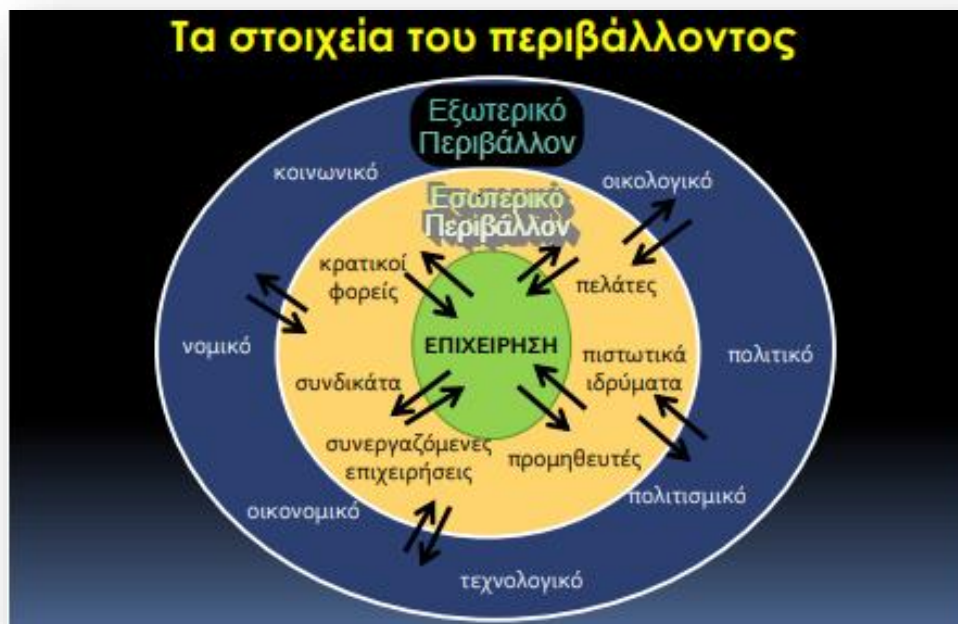 Τα στοιχεία του περιβάλλοντος
Εξωτερικό
Περιβάλλον
κοινωνικό
οικολογικό
Εσωτερικό
Περιβάλλον
κρατικοί
φορείς
πελάτες
νομικό
ΕΠΙΧΕΙΡΗΣΗ
πιστωτικά
ιδρύματα
πολιτικό
συνδικάτα
συνεργαζόμενες
επιχειρήσεις
προμηθευτές
οικονομικό
πολιτισμικό
τεχνολογικό